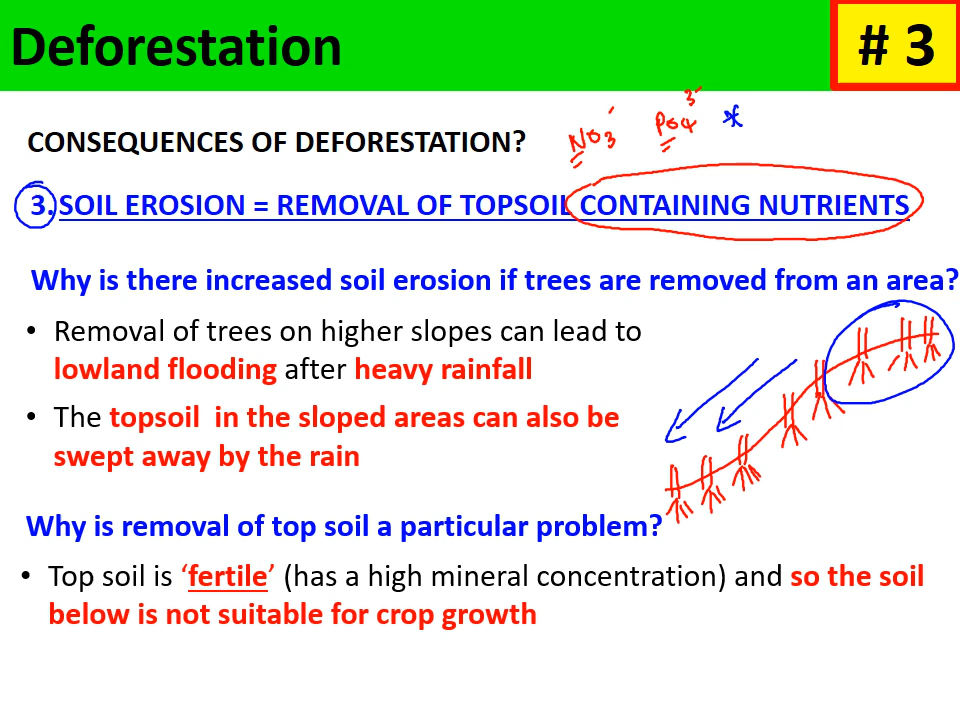 Deforestation
# 3
NO3- PO4 3- *
CONSEQUENCES OF DEFORESTATION?
3. SOIL EROSION = REMOVAL OF TOPSOIL CONTAINING NUTRIENTS
Why is there increased soil erosion if trees are removed from an area?
• Removal of trees on higher slopes can lead to
lowland flooding after heavy rainfall
• The topsoil in the sloped areas can also be
swept away by the rain
Why is removal of top soil a particular problem?
• Top soil is ‘fertile’ (has a high mineral concentration) and so the soil
below is not suitable for crop growth